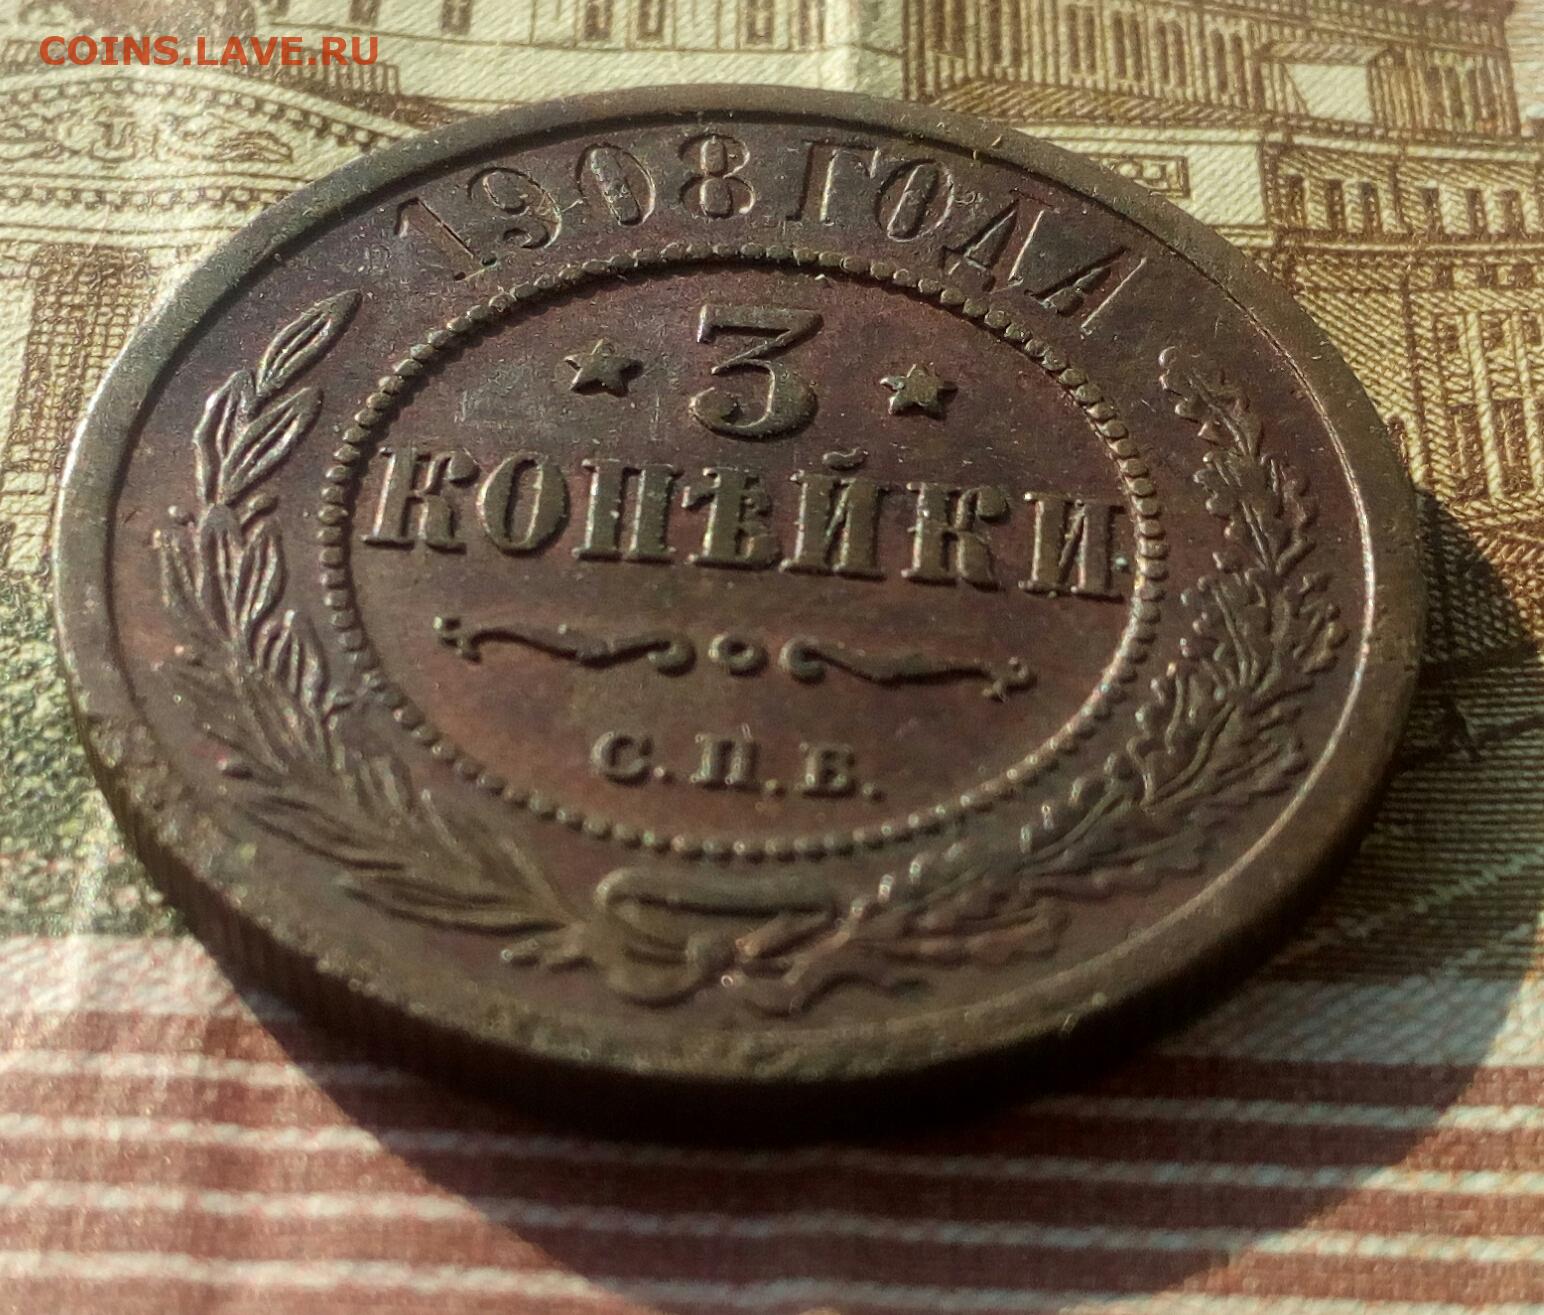 COINS.LAVE.RU
1908 ГОДА
3
КОПѢЙКИ
С.П.Б.